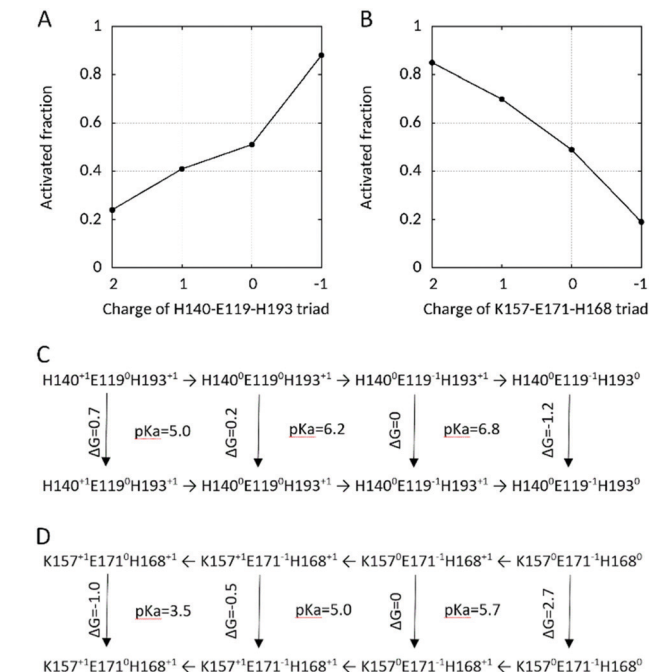 A
B
1
0.8
0.6
0.4
0.2
0
Activated fraction
2 1 0 -1
Charge of H140-E119-H193 triad
1
0.8
0.6
0.4
0.2
0
Activated fraction
2 1 0 -1
Charge of K157-E171-H168 triad
C
H140⁺¹E119⁰H193⁺¹ → H140⁰E119⁰H193⁺¹ → H140⁰E119⁻¹H193⁺¹ → H140⁰E119⁻¹H193⁰
ΔG=0.7 pKa=5.0 ΔG=0.2 pKa=6.2 ΔG=0 pKa=6.8 ΔG=-1.2
H140⁺¹E119⁰H193⁺¹ → H140⁰E119⁰H193⁺¹ → H140⁰E119⁻¹H193⁺¹ → H140⁰E119⁻¹H193⁰
D
K157⁺¹E171⁰H168⁺¹ ← K157⁺¹E171⁻¹H168⁺¹ ← K157⁰E171⁻¹H168⁺¹ ← K157⁰E171⁻¹H168⁰
ΔG=-1.0 pKa=3.5 ΔG=-0.5 pKa=5.0 ΔG=0 pKa=5.7 ΔG=2.7
K157⁺¹E171⁰H168⁺¹ ← K157⁺¹E171⁻¹H168⁺¹ ← K157⁰E171⁻¹H168⁺¹ ← K157⁰E171⁻¹H168⁰